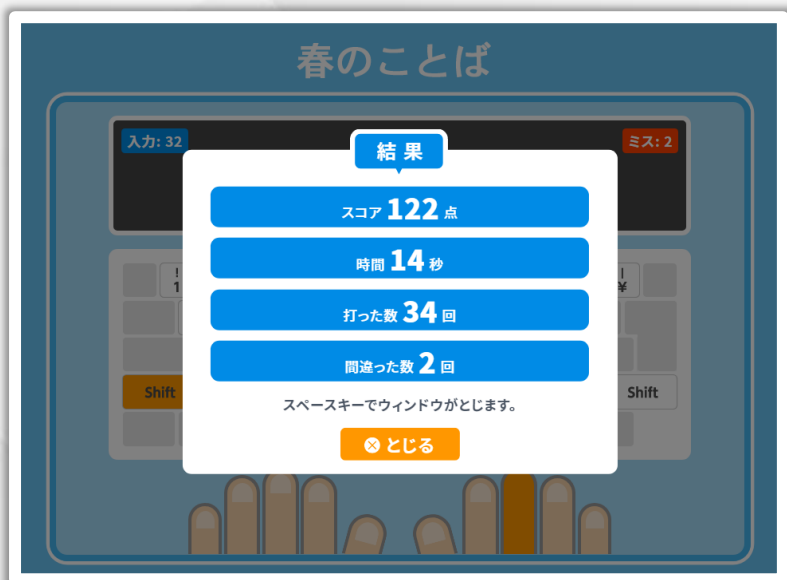 春のことば
入力: 32
ミス: 2
結果
スコア 122 点
時間 14 秒
打った数 34 回
間違った数 2 回
スペースキーでウィンドウがとじます。
とじる
!
1
|
¥
Shift
Shift